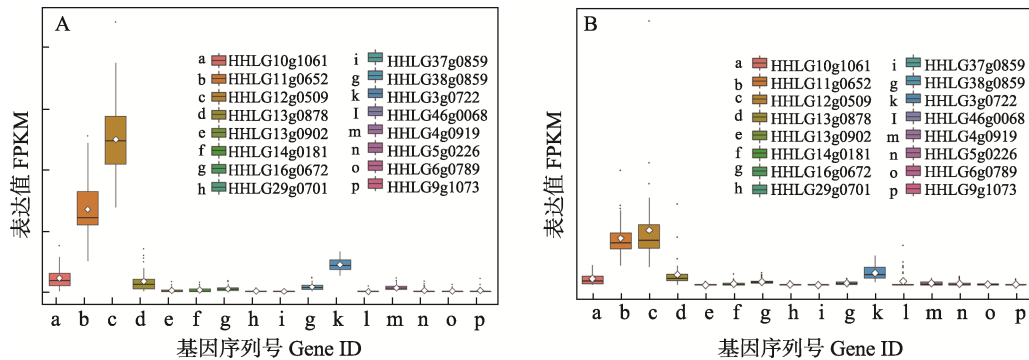 A
a HHLG10g1061
b HHLG11g0652
c HHLG12g0509
d HHLG13g0878
e HHLG13g0902
f HHLG14g0181
g HHLG16g0672
h HHLG29g0701
i HHLG37g0859
g HHLG38g0859
k HHLG3g0722
I HHLG46g0068
m HHLG4g0919
n HHLG5g0226
o HHLG6g0789
p HHLG9g1073
表达值 FPKM
a b c d e f g h i g k l m n o p
基因序列号 Gene ID
B
a HHLG10g1061
b HHLG11g0652
c HHLG12g0509
d HHLG13g0878
e HHLG13g0902
f HHLG14g0181
g HHLG16g0672
h HHLG29g0701
i HHLG37g0859
g HHLG38g0859
k HHLG3g0722
I HHLG46g0068
m HHLG4g0919
n HHLG5g0226
o HHLG6g0789
p HHLG9g1073
表达值 FPKM
a b c d e f g h i g k l m n o p
基因序列号 Gene ID